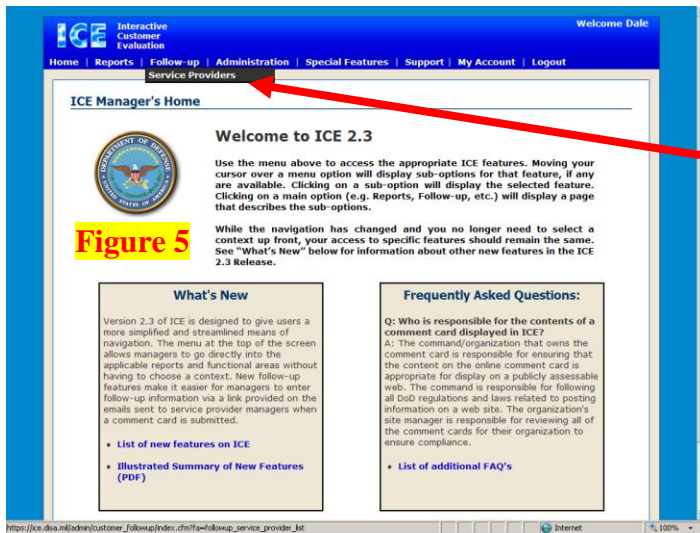 ICE Interactive
Customer
Evaluation
Welcome Dale
Home | Reports | Follow-up | Administration | Special Features | Support | My Account | Logout
Service Providers
ICE Manager's Home
DEPARTMENT OF DEFENSE
UNITED STATES OF AMERICA
Figure 5
Welcome to ICE 2.3
Use the menu above to access the appropriate ICE features. Moving your
cursor over a menu option will display sub-options for that feature, if any
are available. Clicking on a sub-option will display the selected feature.
Clicking on a main option (e.g. Reports, Follow-up, etc.) will display a page
that describes the sub-options.
While the navigation has changed and you no longer need to select a
context up front, your access to specific features should remain the same.
See "What's New" below for information about other new features in the ICE
2.3 Release.
What's New
Version 2.3 of ICE is designed to give users a
more simplified and streamlined means of
navigation. The menu at the top of the screen
allows managers to go directly into the
applicable reports and functional areas without
having to choose a context. New follow-up
features make it easier for managers to enter
follow-up information via a link provided on the
emails sent to service provider managers when
a comment card is submitted.
• List of new features on ICE
• Illustrated Summary of New Features
(PDF)
Frequently Asked Questions:
Q: Who is responsible for the contents of a
comment card displayed in ICE?
A: The command/organization that owns the
comment card is responsible for ensuring that
the content on the online comment card is
appropriate for display on a publicly assessable
web. The command is responsible for following
all DoD regulations and laws related to posting
information on a web site. The organization's
site manager is responsible for reviewing all of
the comment cards for their organization to
ensure compliance.
• List of additional FAQ's
https://ice.disa.mil/admin/customer_followup/index.cfm?fa=followup_service_provider_list
Internet
100%